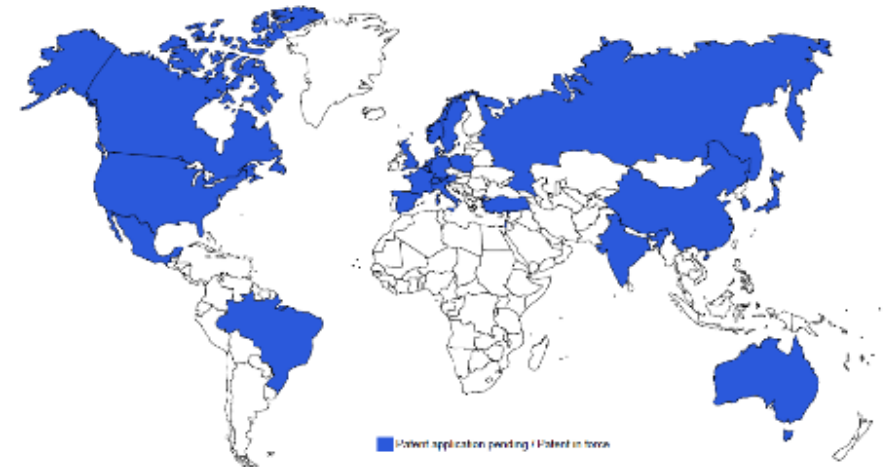 Patent application pending / Patent in force